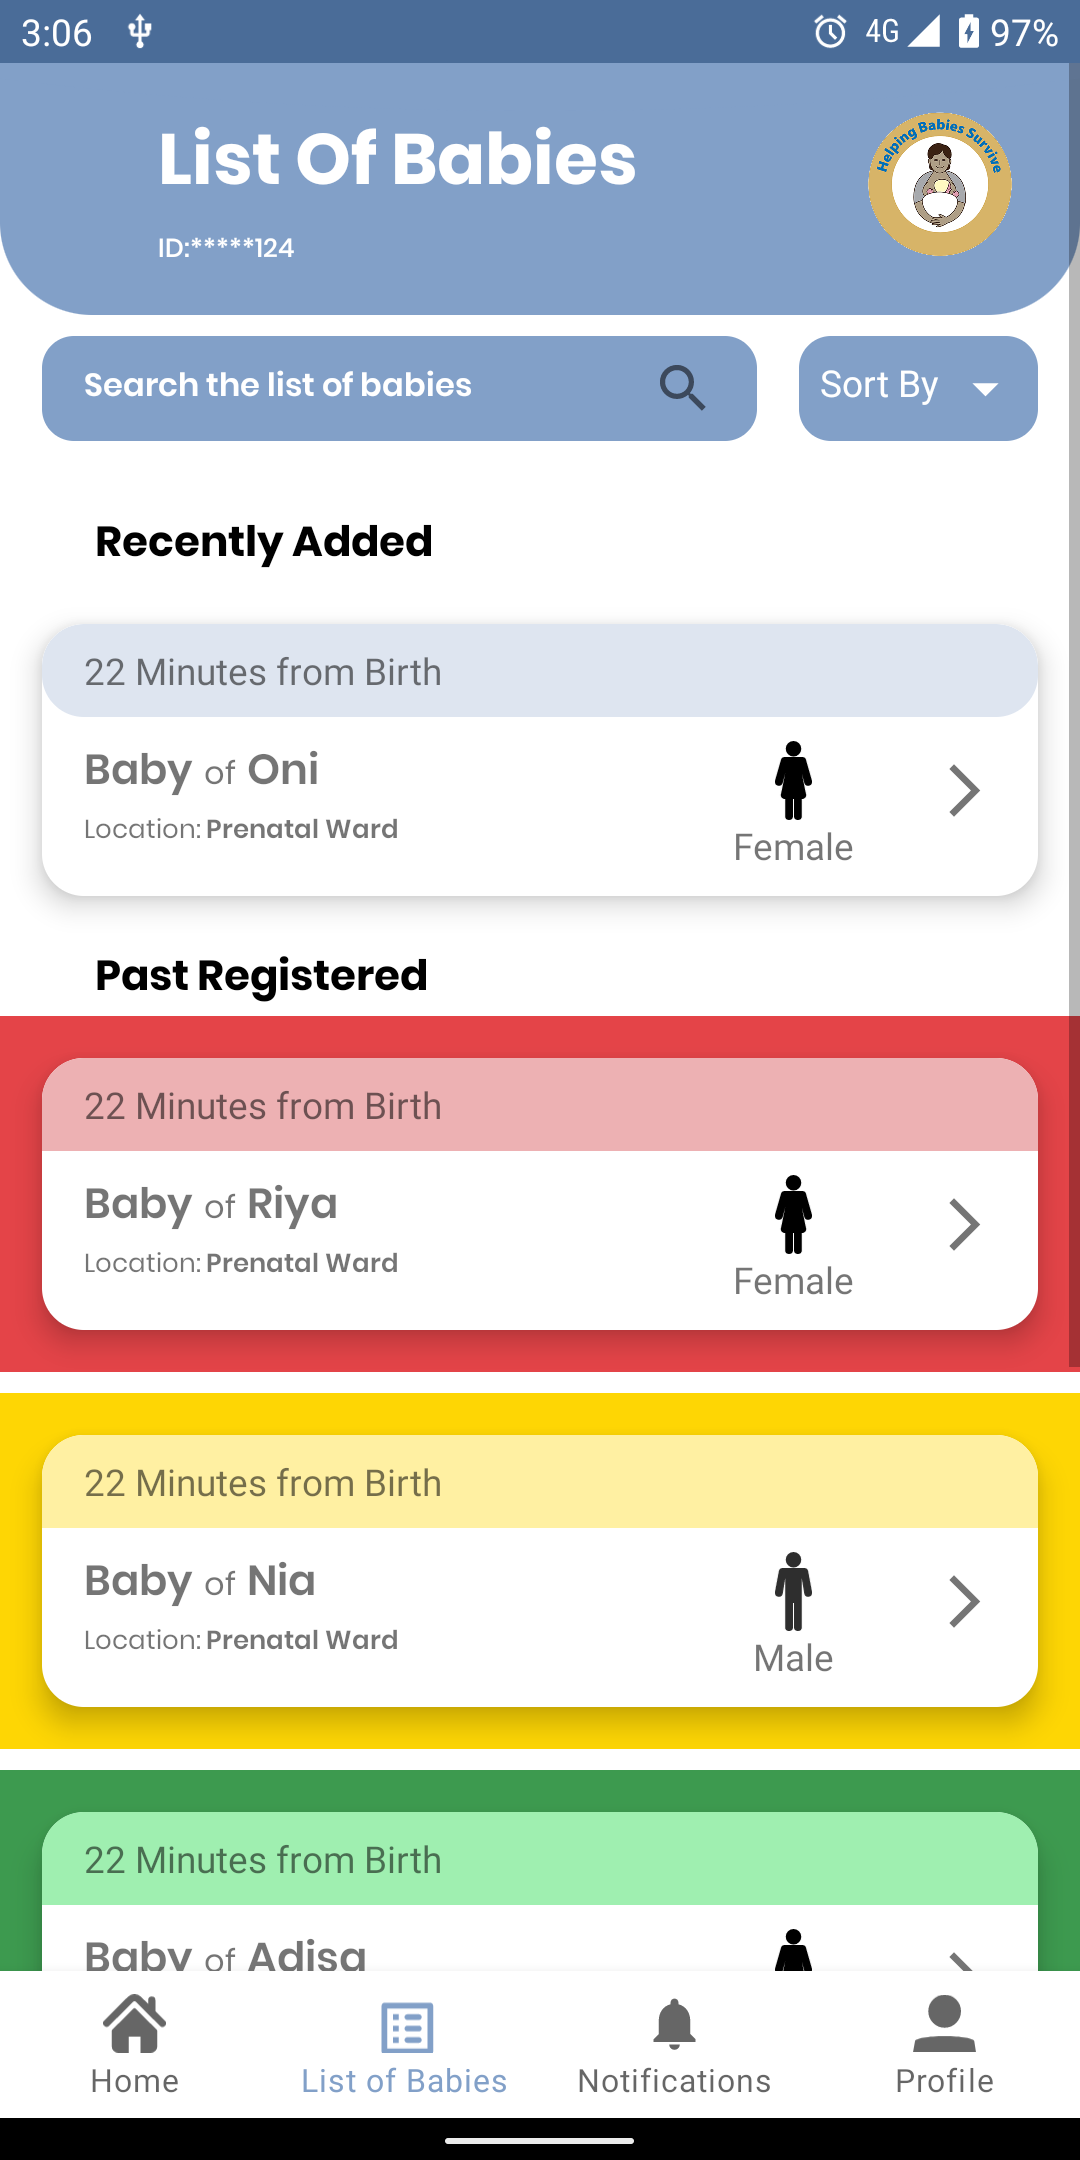 3:06
4G
97%
List Of Babies
Helping Babies Survive
ID:*****124
Search the list of babies
Sort By
Recently Added
22 Minutes from Birth
Baby of Oni
Location: Prenatal Ward
Female
Past Registered
22 Minutes from Birth
Baby of Riya
Location: Prenatal Ward
Female
22 Minutes from Birth
Baby of Nia
Location: Prenatal Ward
Male
22 Minutes from Birth
Baby of Adisa
Home
List of Babies
Notifications
Profile